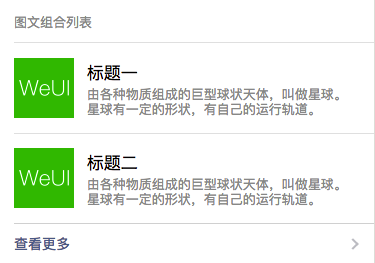 图文组合列表
WeUI
标题一
由各种物质组成的巨型球状天体，叫做星球。
星球有一定的形状，有自己的运行轨道。
WeUI
标题二
由各种物质组成的巨型球状天体，叫做星球。
星球有一定的形状，有自己的运行轨道。
查看更多